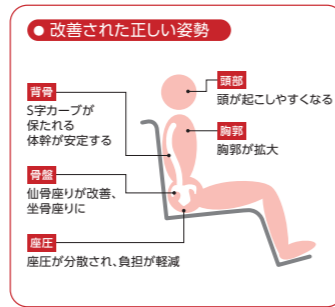 改善された正しい姿勢
背骨
S字カーブが
保たれる
体幹が安定する
頭部
頭が起こしやすくなる
胸郭
胸郭が拡大
骨盤
仙骨座りが改善、
坐骨座りに
座圧
座圧が分散され、負担が軽減